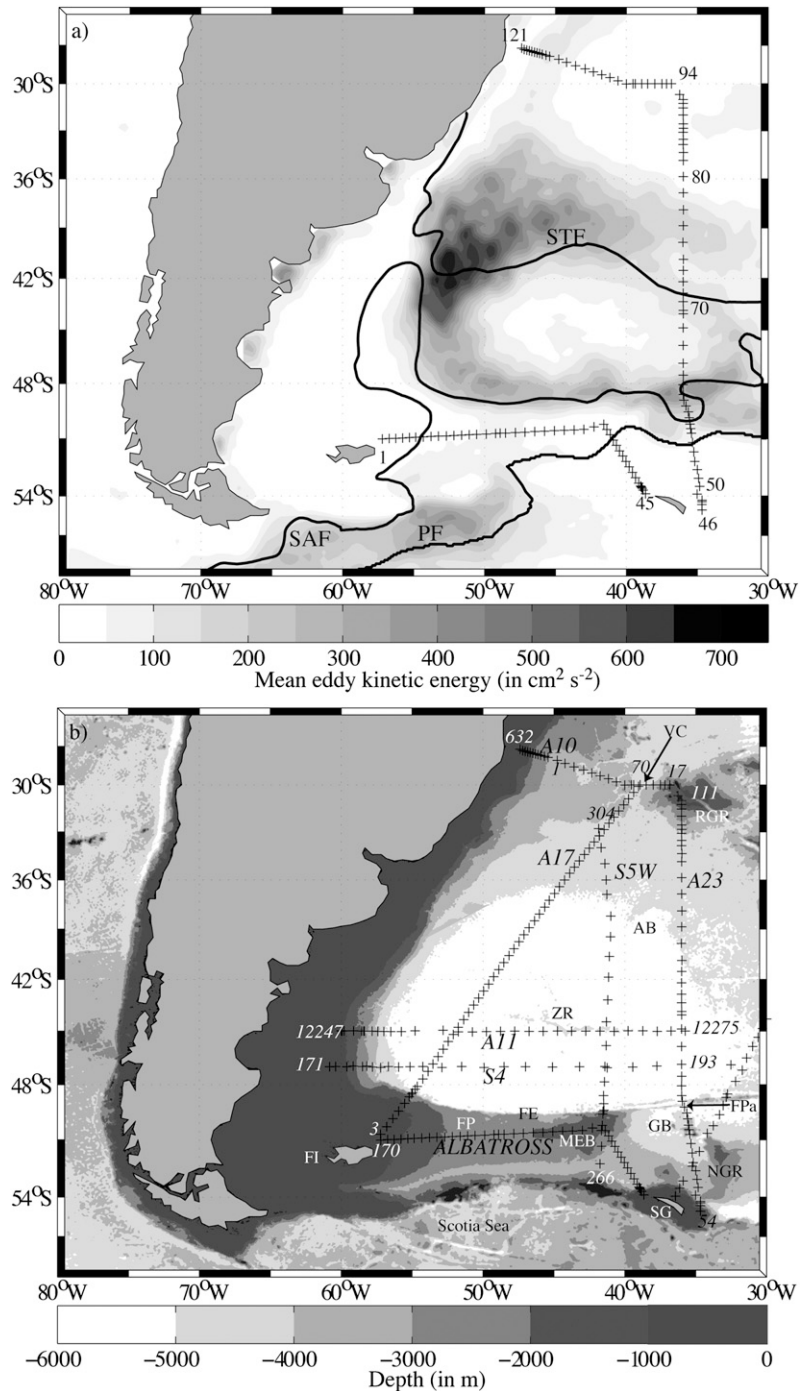 a)
121
94
30°S
36°S
80
STF
42°S
70
48°S
1
54°S
50
45
46
SAF
PF
80°W
70°W
60°W
50°W
40°W
30°W
0
100
200
300
400
500
600
700
Mean eddy kinetic energy (in cm² s⁻²)
b)
VC
632
A10
1
70
17
30°S
111
RGR
304
A17
S5W
A23
36°S
AB
42°S
ZR
12247
12275
A11
171
193
S4
48°S
FPa
3
FP
FE
GB
MEB
170
ALBATROSS
FI
266
NGR
54°S
SG
54
Scotia Sea
80°W
70°W
60°W
50°W
40°W
30°W
−6000
−5000
−4000
−3000
−2000
−1000
0
Depth (in m)